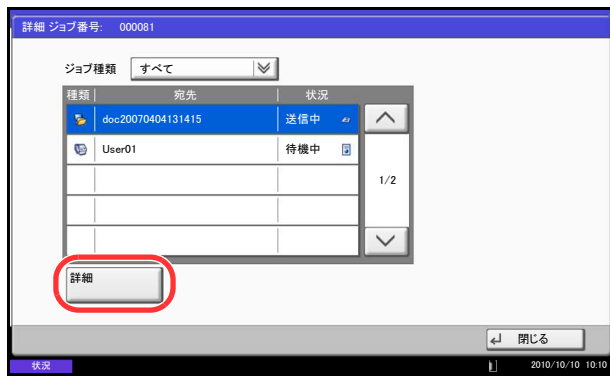 詳細 ジョブ番号: 000081
ジョブ種類 すべて
種類 宛先 状況
doc20070404131415 送信中
User01 待機中
1/2
詳細
閉じる
状況 2010/10/10 10:10